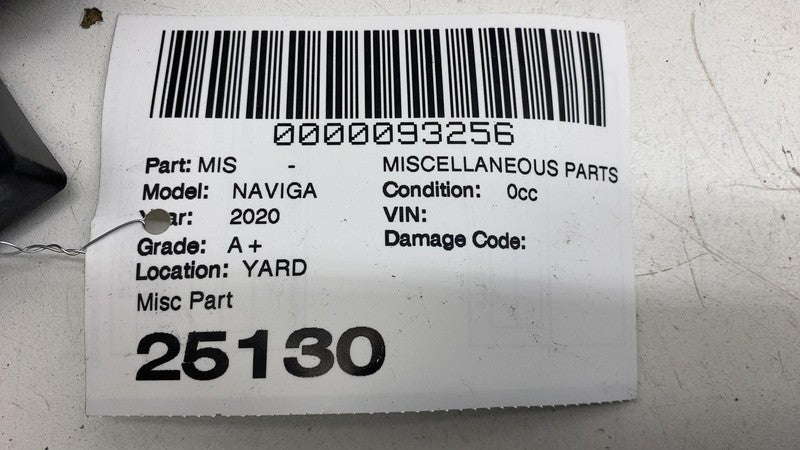 0000093256
Part: MIS - MISCELLANEOUS PARTS
Model: NAVIGA Condition: 0cc
Year: 2020 VIN:
Grade: A + Damage Code:
Location: YARD
Misc Part
25130